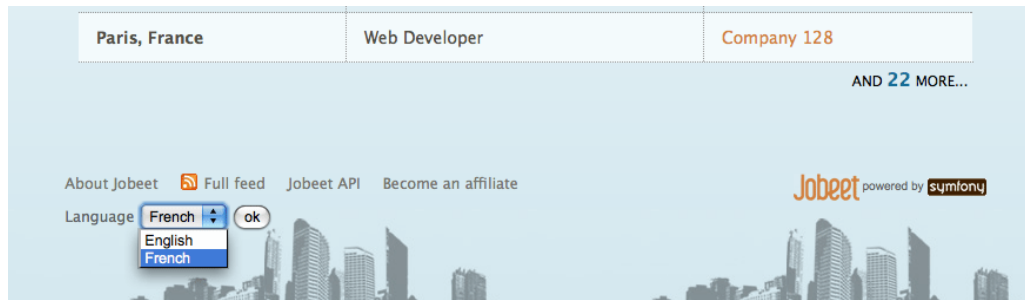 Paris, France Web Developer Company 128
AND 22 MORE...
About Jobeet Full feed Jobeet API Become an affiliate
Jobeet powered by symfony
Language French ok
English
French